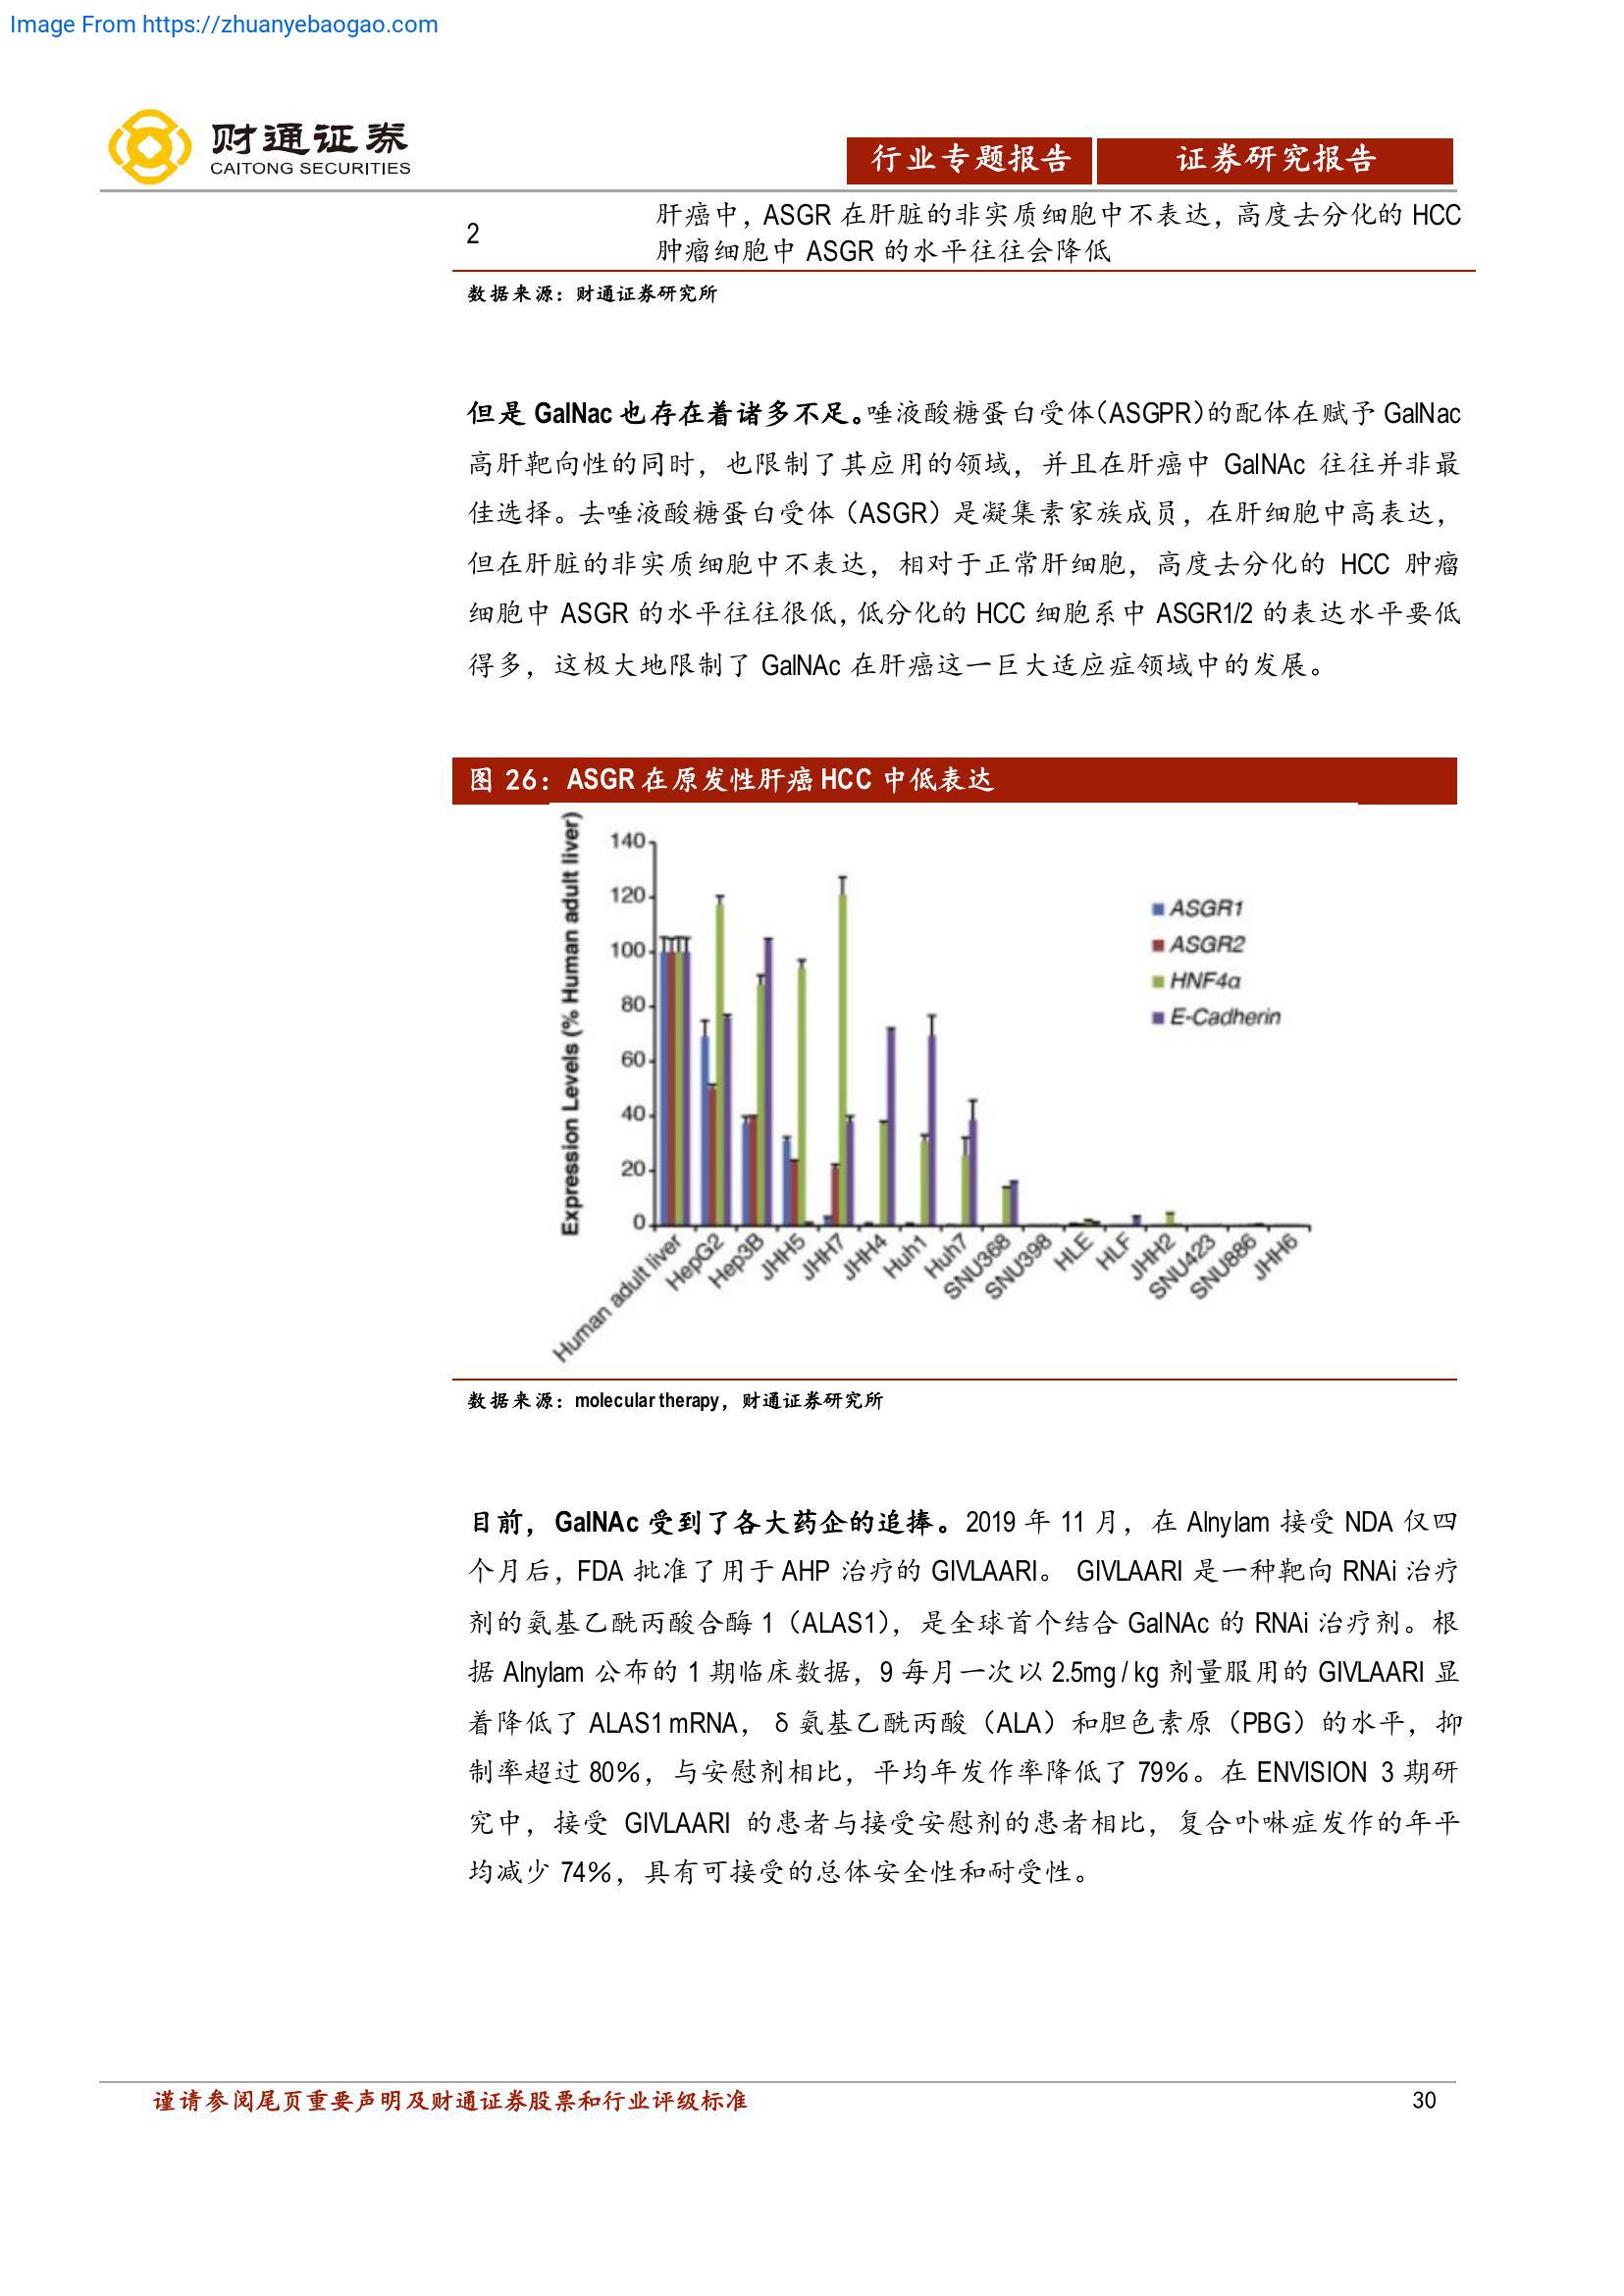 Image From https://zhuanyebaogao.com
财通证券
CAITONG SECURITIES
行业专题报告
证券研究报告
2
肝癌中，ASGR 在肝脏的非实质细胞中不表达，高度去分化的 HCC
肿瘤细胞中 ASGR 的水平往往会降低
数据来源：财通证券研究所
但是 GalNac 也存在着诸多不足。唾液酸糖蛋白受体（ASGPR）的配体在赋予 GalNac
高肝靶向性的同时，也限制了其应用的领域，并且在肝癌中 GalNAc 往往并非最
佳选择。去唾液酸糖蛋白受体（ASGR）是凝集素家族成员，在肝细胞中高表达，
但在肝脏的非实质细胞中不表达，相对于正常肝细胞，高度去分化的 HCC 肿瘤
细胞中 ASGR 的水平往往很低，低分化的 HCC 细胞系中 ASGR1/2 的表达水平要低
得多，这极大地限制了 GalNAc 在肝癌这一巨大适应症领域中的发展。
图 26：ASGR 在原发性肝癌 HCC 中低表达
Expression Levels (% Human adult liver)
140
120
100
80
60
40
20
0
ASGR1
ASGR2
HNF4α
E-Cadherin
Human adult liver
HepG2
Hep3B
JHH5
JHH7
JHH4
Huh1
Huh7
SNU368
SNU398
HLE
HLF
JHH2
SNU423
SNU886
JHH6
数据来源：molecular therapy，财通证券研究所
目前，GalNAc 受到了各大药企的追捧。2019 年 11 月，在 Alnylam 接受 NDA 仅四
个月后，FDA 批准了用于 AHP 治疗的 GIVLAARI。 GIVLAARI 是一种靶向 RNAi 治疗
剂的氨基乙酰丙酸合酶 1（ALAS1），是全球首个结合 GalNAc 的 RNAi 治疗剂。根
据 Alnylam 公布的 1 期临床数据，9 每月一次以 2.5mg / kg 剂量服用的 GIVLAARI 显
着降低了 ALAS1 mRNA，δ 氨基乙酰丙酸（ALA）和胆色素原（PBG）的水平，抑
制率超过 80%，与安慰剂相比，平均年发作率降低了 79%。在 ENVISION 3 期研
究中，接受 GIVLAARI 的患者与接受安慰剂的患者相比，复合卟啉症发作的年平
均减少 74%，具有可接受的总体安全性和耐受性。
谨请参阅尾页重要声明及财通证券股票和行业评级标准
30